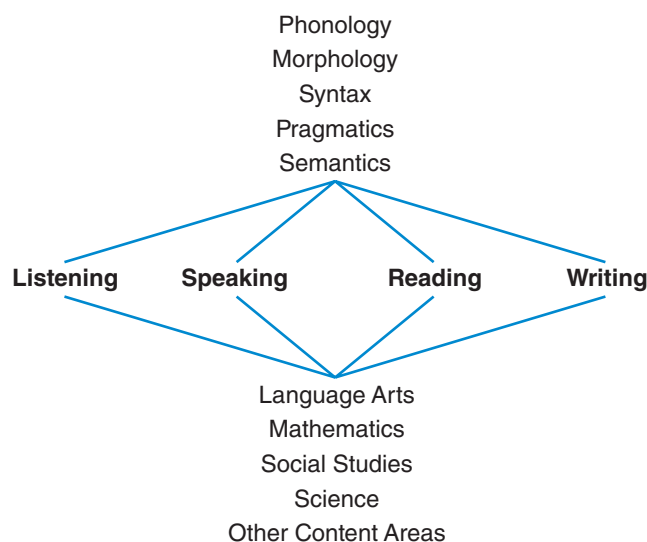 Phonology
Morphology
Syntax
Pragmatics
Semantics
Listening Speaking Reading Writing
Language Arts
Mathematics
Social Studies
Science
Other Content Areas